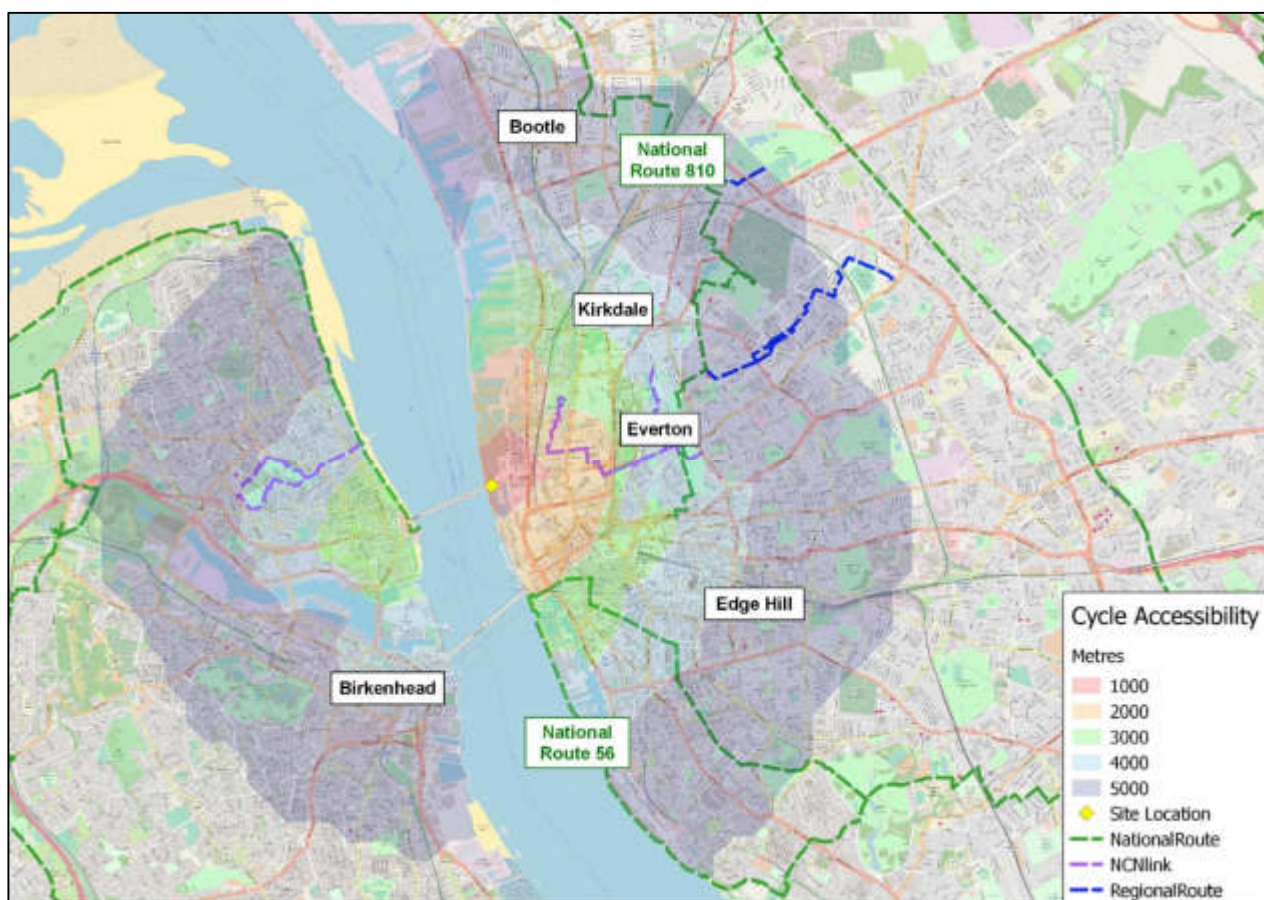 Bootle
National
Route 810
Kirkdale
Everton
Edge Hill
Birkenhead
National
Route 56
Cycle Accessibility
Metres
1000
2000
3000
4000
5000
Site Location
NationalRoute
NCNlink
RegionalRoute